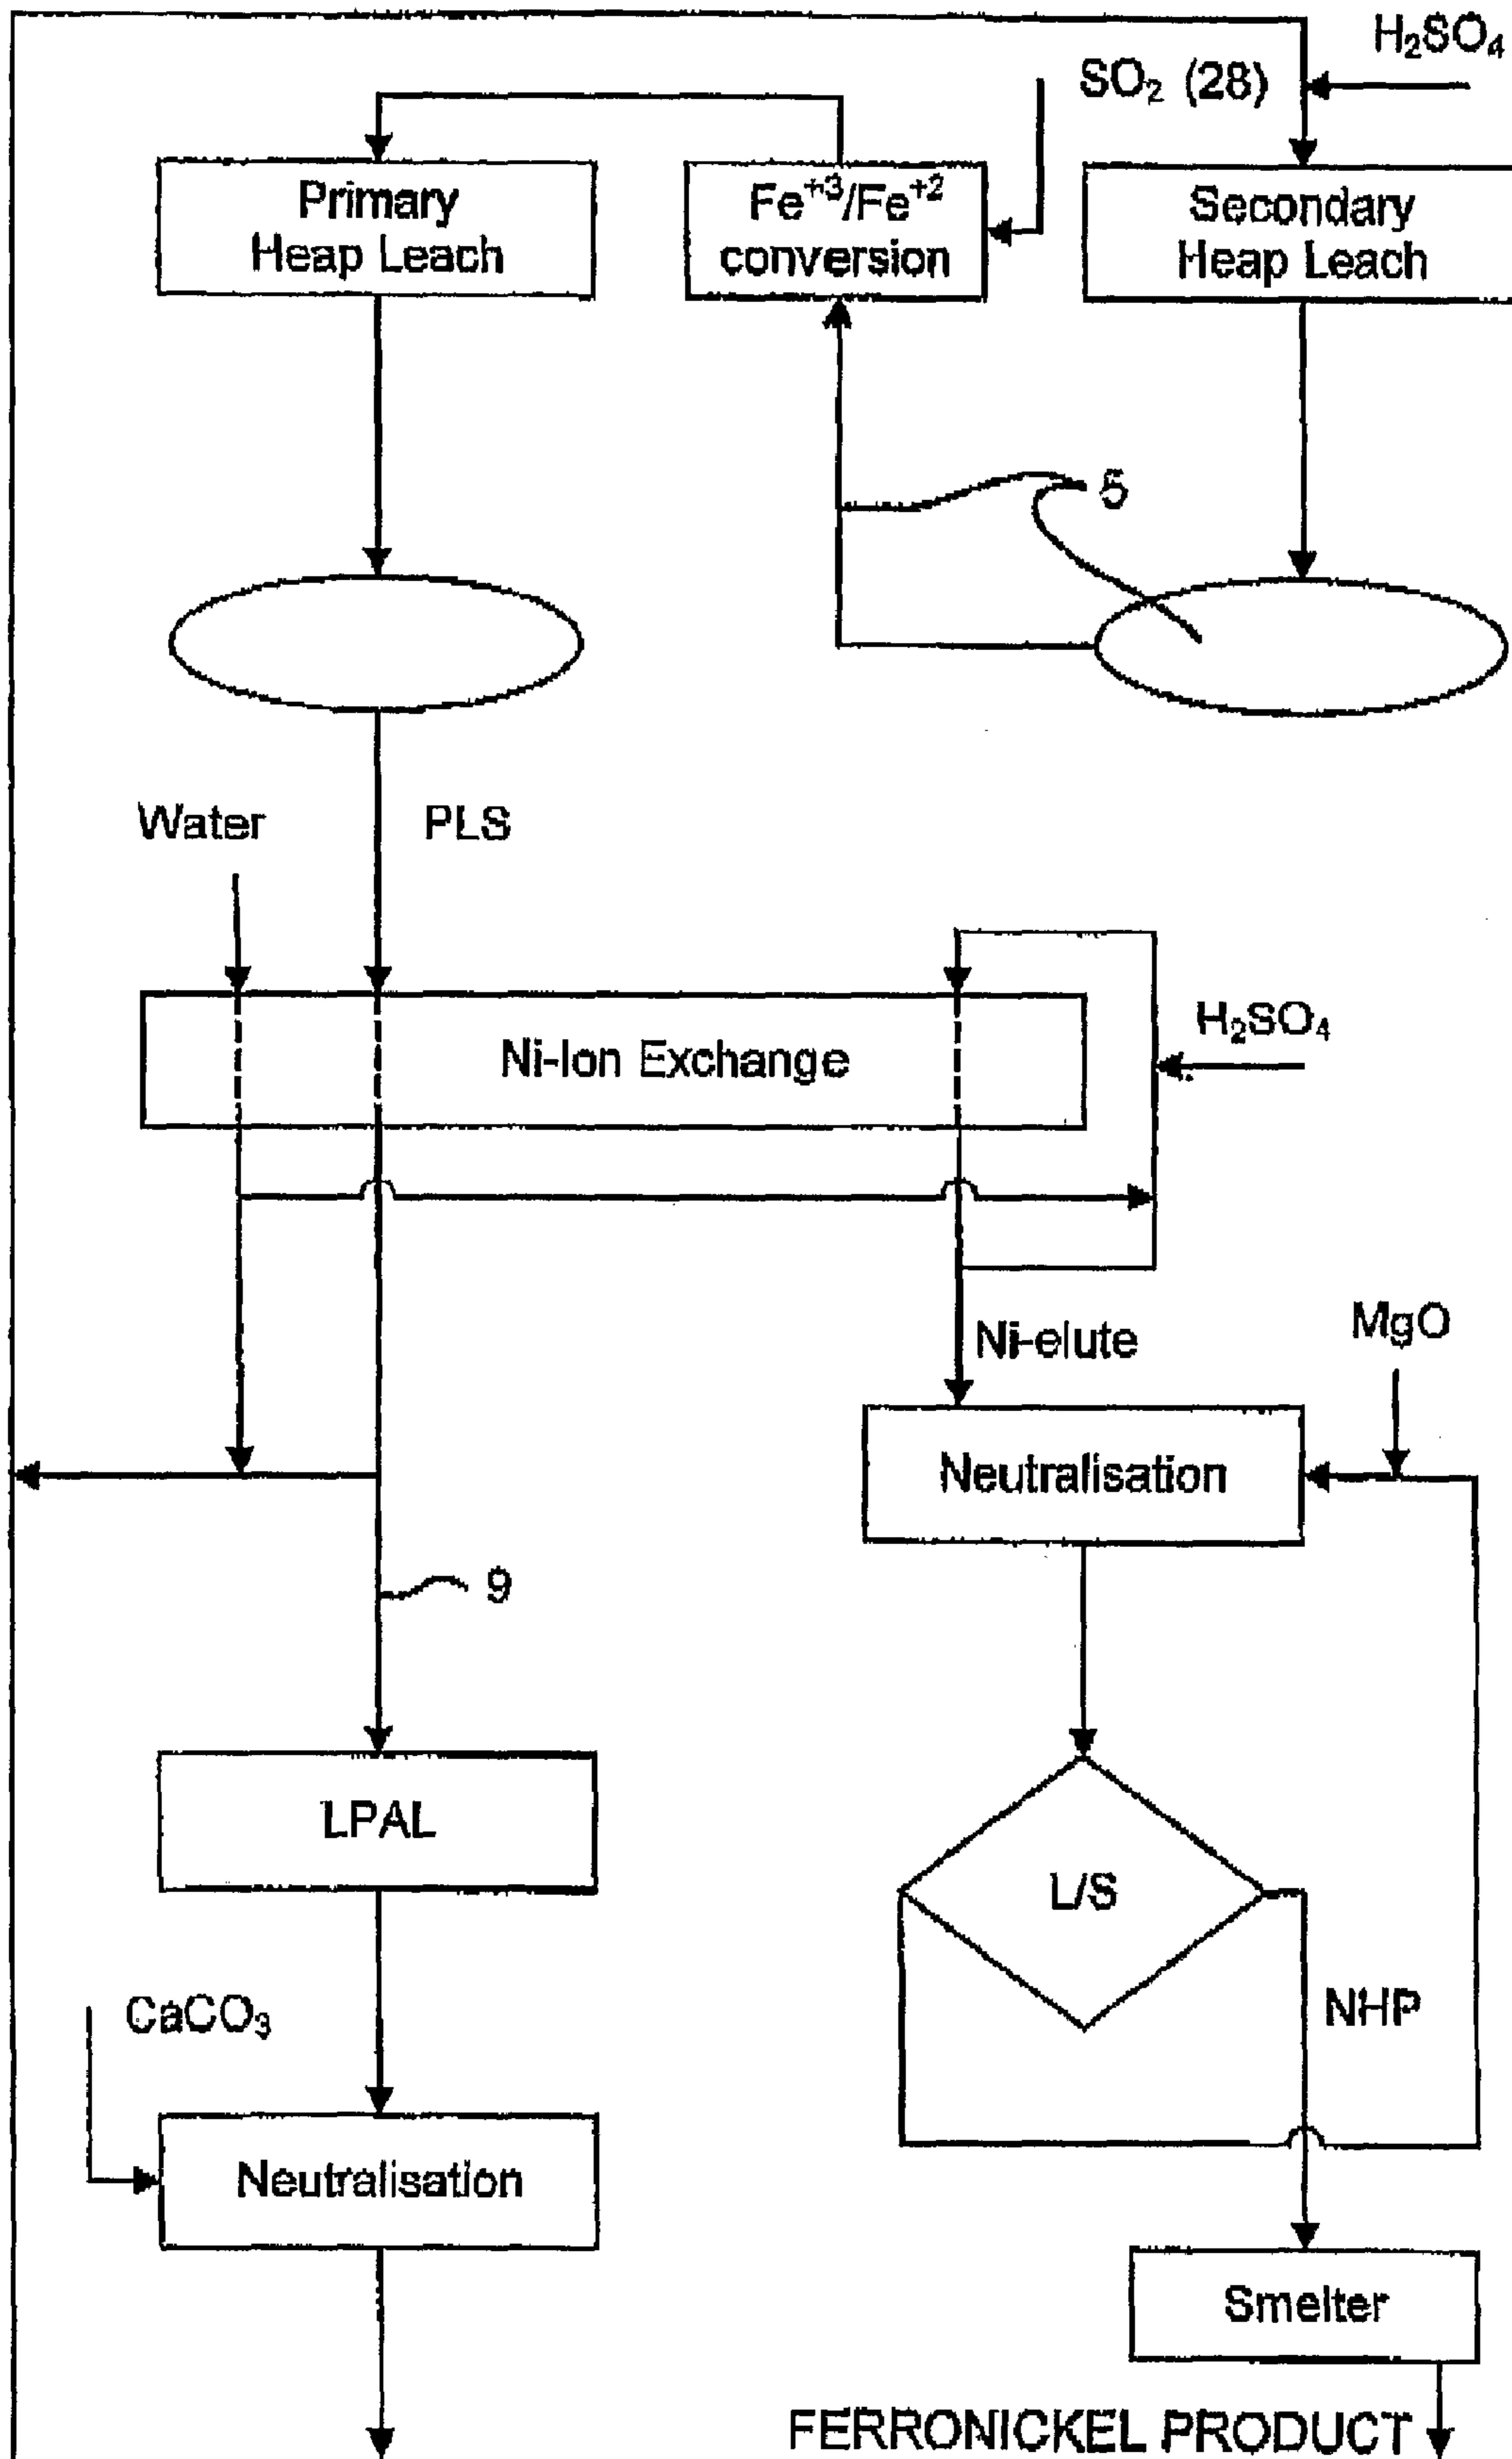 H₂SO₄
SO₂ (28)
Primary
Heap Leach
Fe⁺³/Fe⁺²
conversion
Secondary
Heap Leach
5
Water
PLS
Ni-Ion Exchange
H₂SO₄
Ni-elute
MgO
Neutralisation
9
LPAL
L/S
NHP
CaCO₃
Neutralisation
Smelter
FERRONICKEL PRODUCT